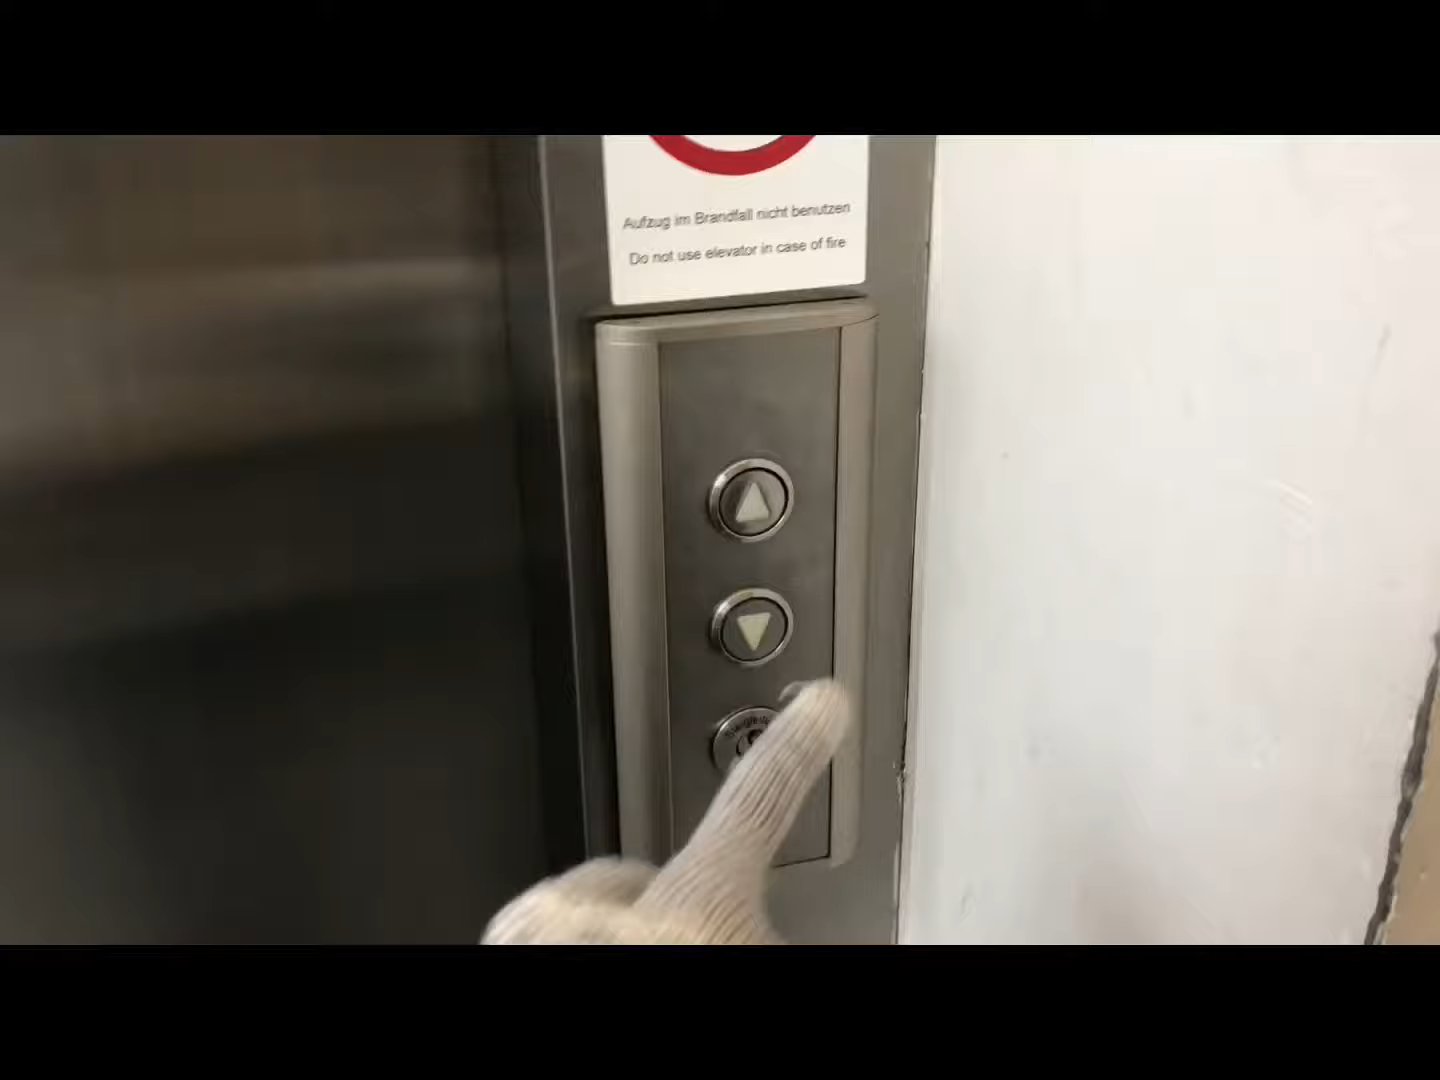 Aufzug im Brandfall nicht benutzen
Do not use elevator in case of fire